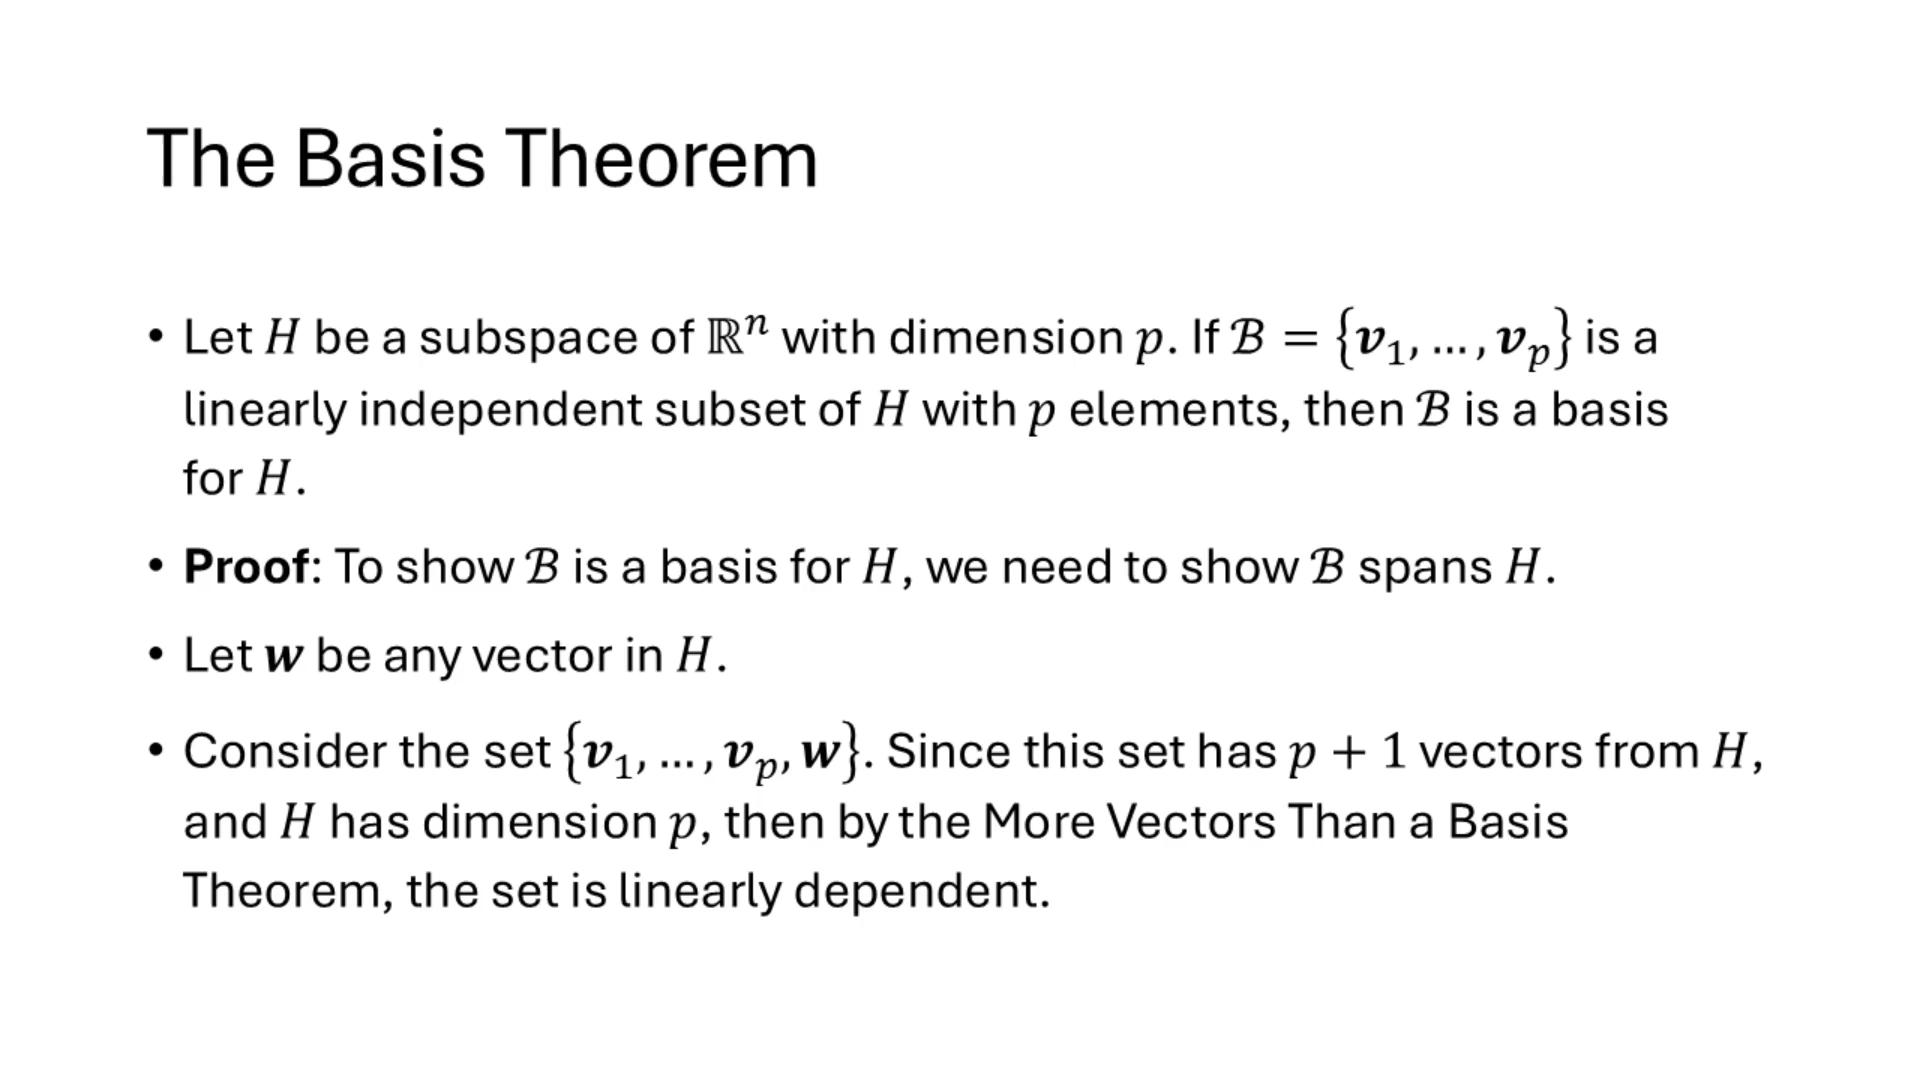 The Basis Theorem
• Let 𝐻 be a subspace of ℝⁿ with dimension 𝑝. If ℬ = {𝒗₁, … , 𝒗ₚ} is a
linearly independent subset of 𝐻 with 𝑝 elements, then ℬ is a basis
for 𝐻.
• Proof: To show ℬ is a basis for 𝐻, we need to show ℬ spans 𝐻.
• Let 𝒘 be any vector in 𝐻.
• Consider the set {𝒗₁, … , 𝒗ₚ, 𝒘}. Since this set has 𝑝 + 1 vectors from 𝐻,
and 𝐻 has dimension 𝑝, then by the More Vectors Than a Basis
Theorem, the set is linearly dependent.